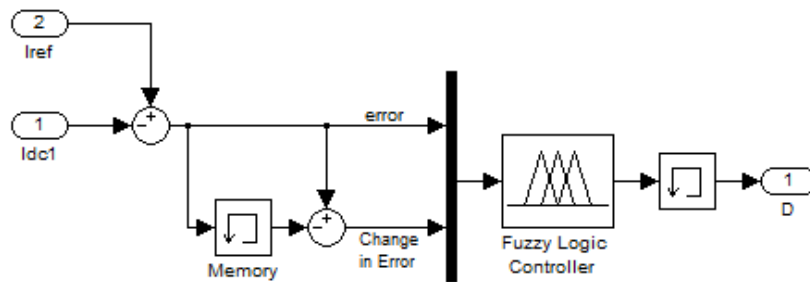 2
Iref
1
Idc1
error
Memory
Change
in Error
Fuzzy Logic
Controller
1
D